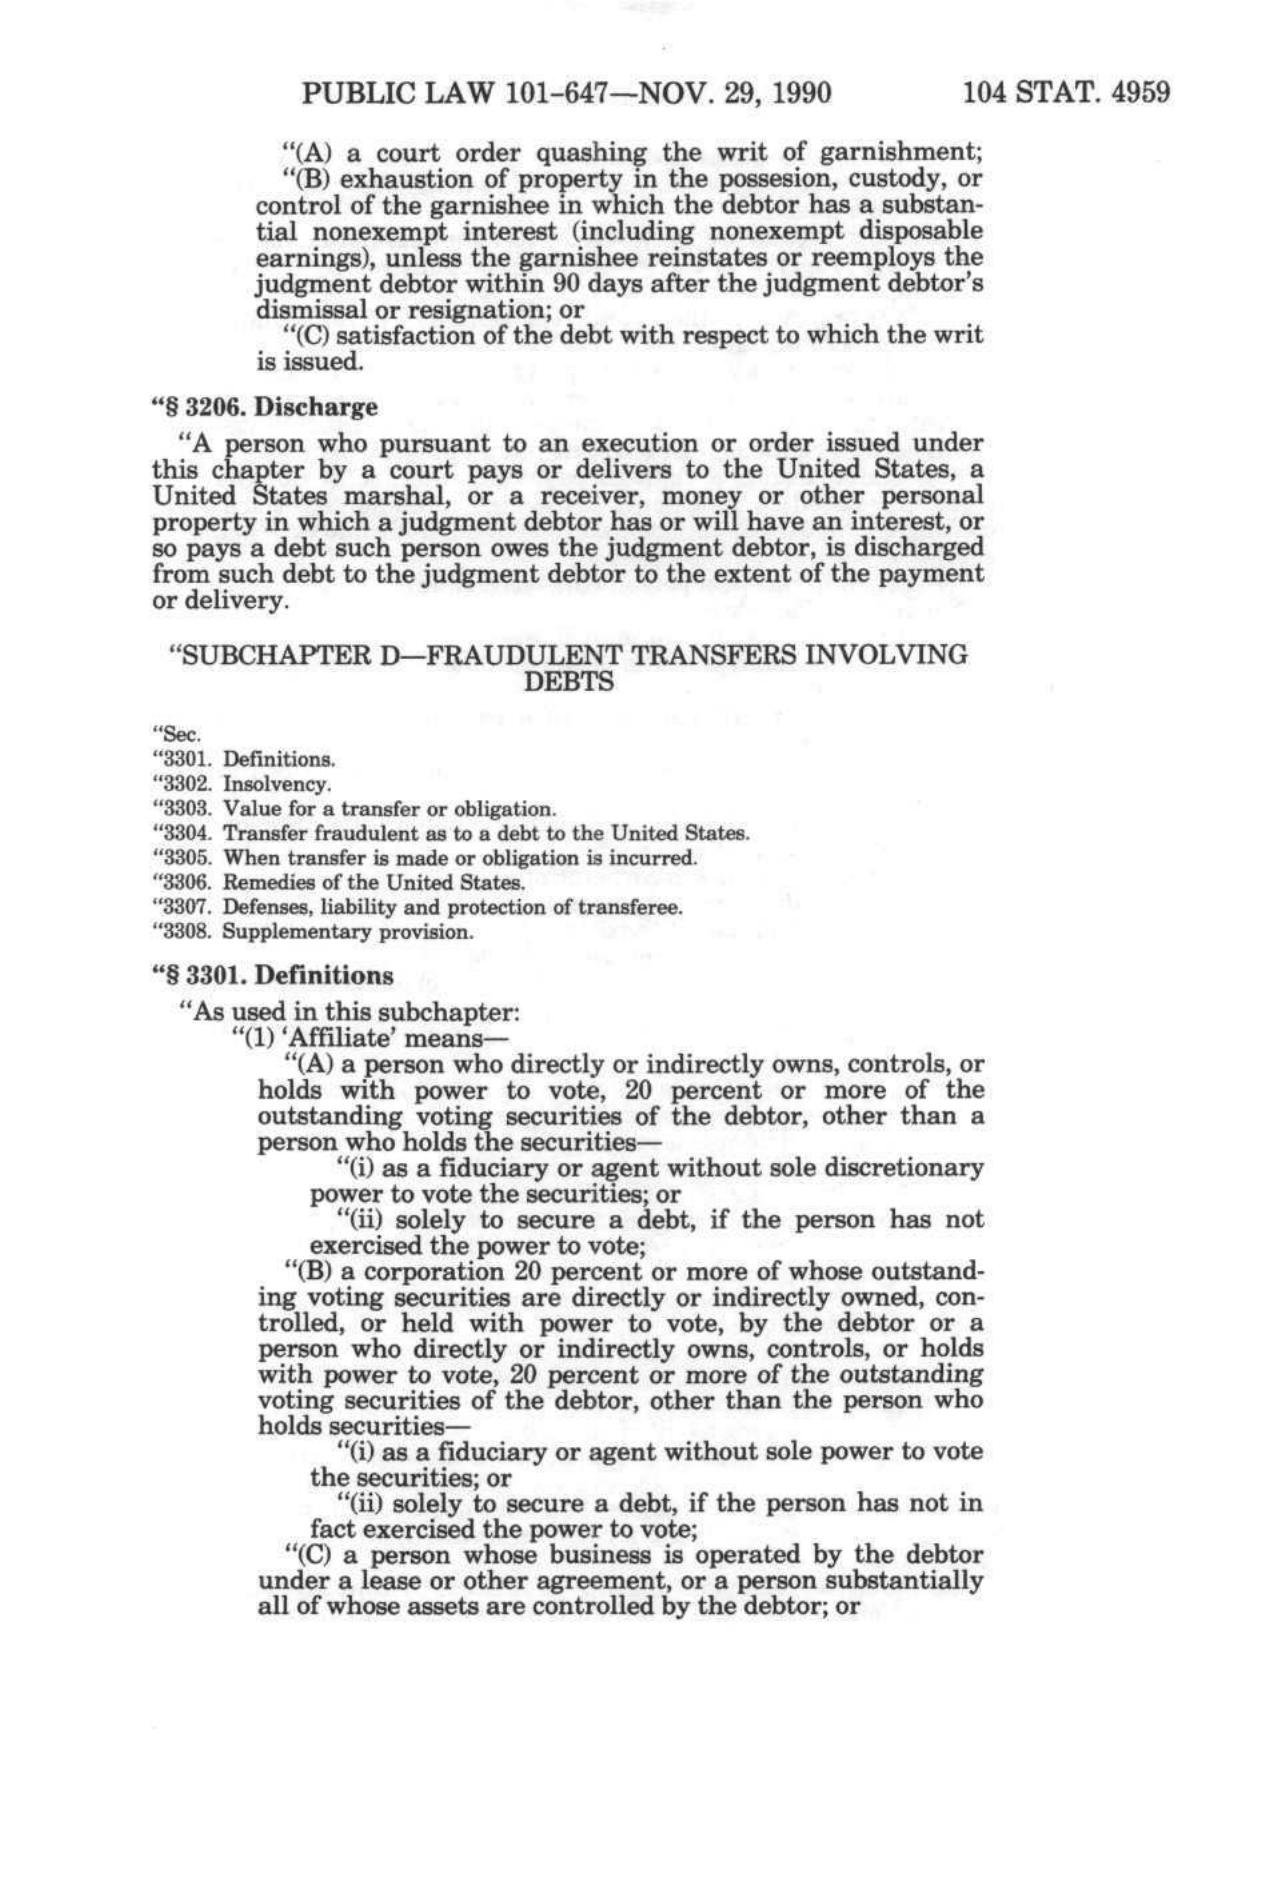 PUBLIC LAW 101–647—NOV. 29, 1990 104 STAT. 4959
“(A) a court order quashing the writ of garnishment;
“(B) exhaustion of property in the possesion, custody, or
control of the garnishee in which the debtor has a substan-
tial nonexempt interest (including nonexempt disposable
earnings), unless the garnishee reinstates or reemploys the
judgment debtor within 90 days after the judgment debtor’s
dismissal or resignation; or
“(C) satisfaction of the debt with respect to which the writ
is issued.
“§ 3206. Discharge
“A person who pursuant to an execution or order issued under
this chapter by a court pays or delivers to the United States, a
United States marshal, or a receiver, money or other personal
property in which a judgment debtor has or will have an interest, or
so pays a debt such person owes the judgment debtor, is discharged
from such debt to the judgment debtor to the extent of the payment
or delivery.
“SUBCHAPTER D—FRAUDULENT TRANSFERS INVOLVING
DEBTS
“Sec.
“3301. Definitions.
“3302. Insolvency.
“3303. Value for a transfer or obligation.
“3304. Transfer fraudulent as to a debt to the United States.
“3305. When transfer is made or obligation is incurred.
“3306. Remedies of the United States.
“3307. Defenses, liability and protection of transferee.
“3308. Supplementary provision.
“§ 3301. Definitions
“As used in this subchapter:
“(1) ‘Affiliate’ means—
“(A) a person who directly or indirectly owns, controls, or
holds with power to vote, 20 percent or more of the
outstanding voting securities of the debtor, other than a
person who holds the securities—
“(i) as a fiduciary or agent without sole discretionary
power to vote the securities; or
“(ii) solely to secure a debt, if the person has not
exercised the power to vote;
“(B) a corporation 20 percent or more of whose outstand-
ing voting securities are directly or indirectly owned, con-
trolled, or held with power to vote, by the debtor or a
person who directly or indirectly owns, controls, or holds
with power to vote, 20 percent or more of the outstanding
voting securities of the debtor, other than the person who
holds securities—
“(i) as a fiduciary or agent without sole power to vote
the securities; or
“(ii) solely to secure a debt, if the person has not in
fact exercised the power to vote;
“(C) a person whose business is operated by the debtor
under a lease or other agreement, or a person substantially
all of whose assets are controlled by the debtor; or